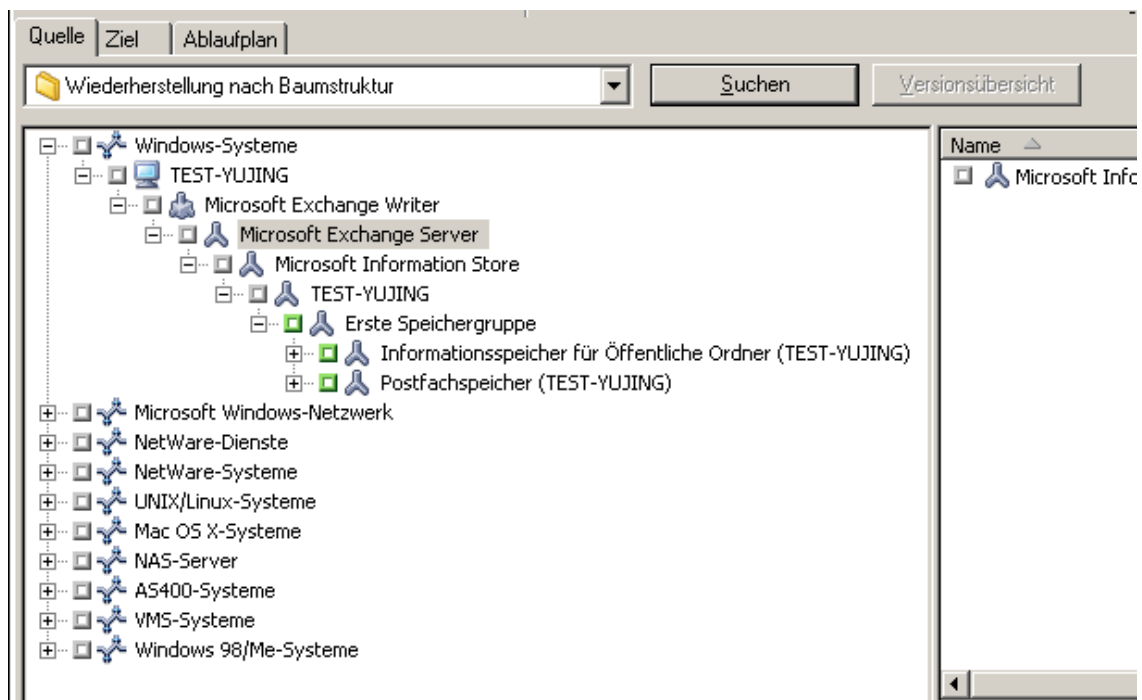 Quelle Ziel Ablaufplan
Wiederherstellung nach Baumstruktur Suchen Versionsübersicht
Windows-Systeme Name
TEST-YUJING Microsoft Info
Microsoft Exchange Writer
Microsoft Exchange Server
Microsoft Information Store
TEST-YUJING
Erste Speichergruppe
Informationsspeicher für Öffentliche Ordner (TEST-YUJING)
Postfachspeicher (TEST-YUJING)
Microsoft Windows-Netzwerk
NetWare-Dienste
NetWare-Systeme
UNIX/Linux-Systeme
Mac OS X-Systeme
NAS-Server
AS400-Systeme
VMS-Systeme
Windows 98/Me-Systeme